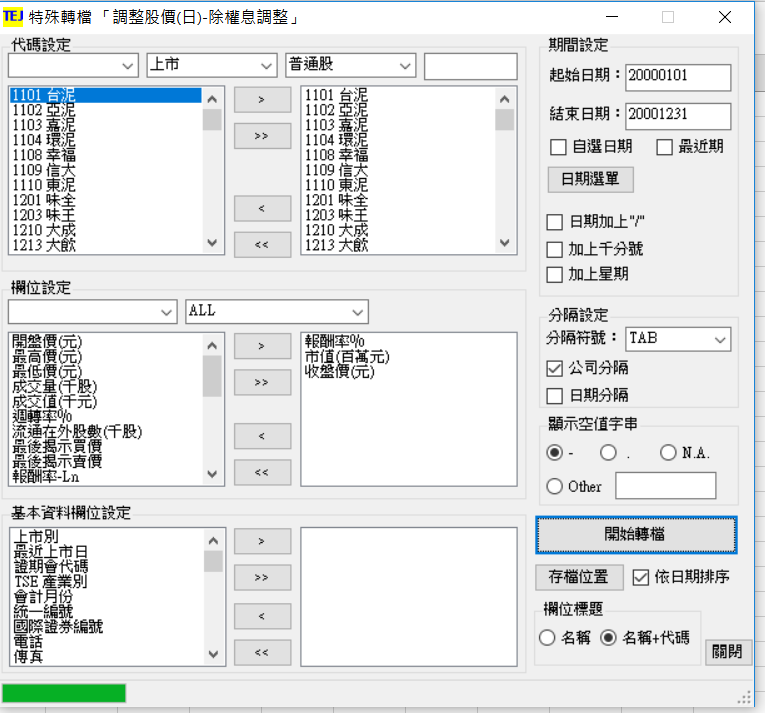 TEJ 特殊轉檔 「調整股價(日)-除權息調整」
代碼設定
上市
普通股
1101 台泥
1102 亞泥
1103 嘉泥
1104 環泥
1108 幸福
1109 信大
1110 東泥
1201 味全
1203 味王
1210 大成
1213 大飲
>
>>
<
<<
1101 台泥
1102 亞泥
1103 嘉泥
1104 環泥
1108 幸福
1109 信大
1110 東泥
1201 味全
1203 味王
1210 大成
1213 大飲
欄位設定
ALL
開盤價(元)
最高價(元)
最低價(元)
成交量(千股)
成交值(千元)
週轉率%
流通在外股數(千股)
最後揭示買價
最後揭示賣價
報酬率-Ln
>
>>
<
<<
報酬率%
市值(百萬元)
收盤價(元)
基本資料欄位設定
上市別
最近上市日
證期會代碼
TSE 產業別
會計月份
統一編號
國際證券編號
電話
傳真
>
>>
<
<<
期間設定
起始日期：20000101
結束日期：20001231
自選日期 最近期
日期選單
日期加上"/"
加上千分號
加上星期
分隔設定
分隔符號：TAB
公司分隔
日期分隔
顯示空值字串
- . N.A.
Other
開始轉檔
存檔位置 依日期排序
欄位標題
名稱 名稱+代碼
關閉